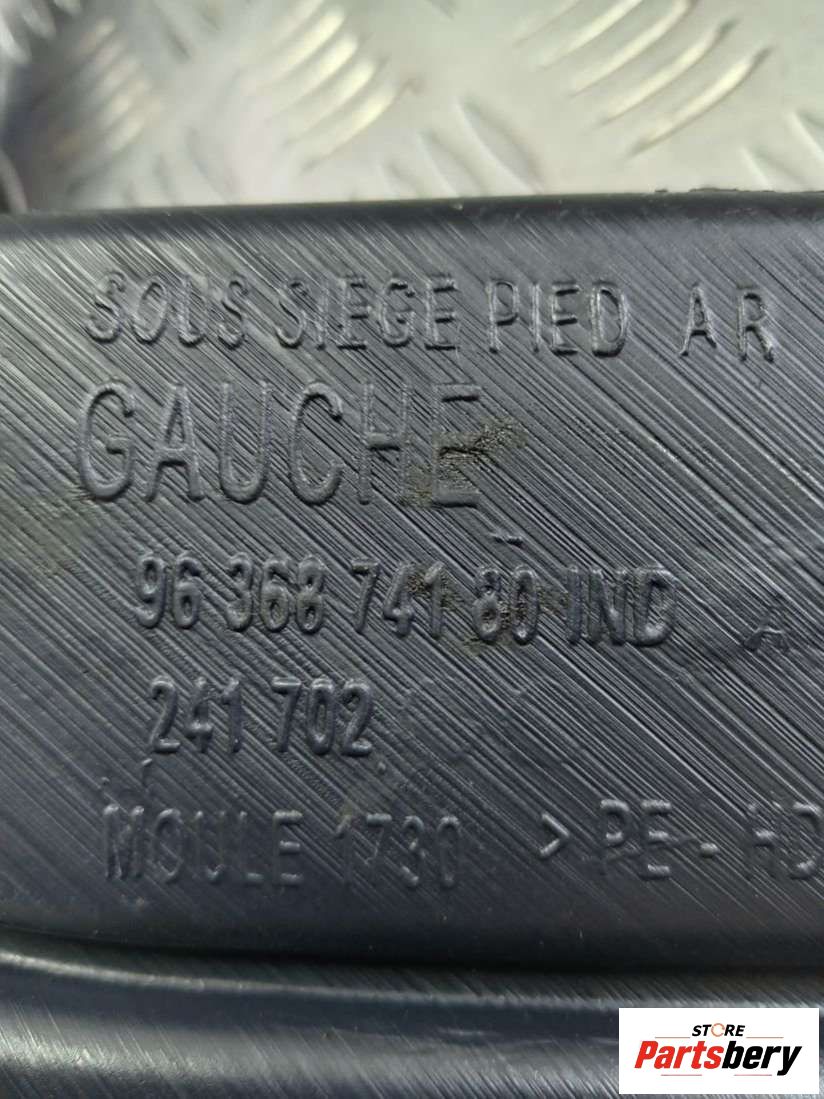 SOUS SIEGE PIED AR
GAUCHE
96 368 741 80 IND A
241 702
MOULE 1730 > PE-HD
STORE
Partsbery